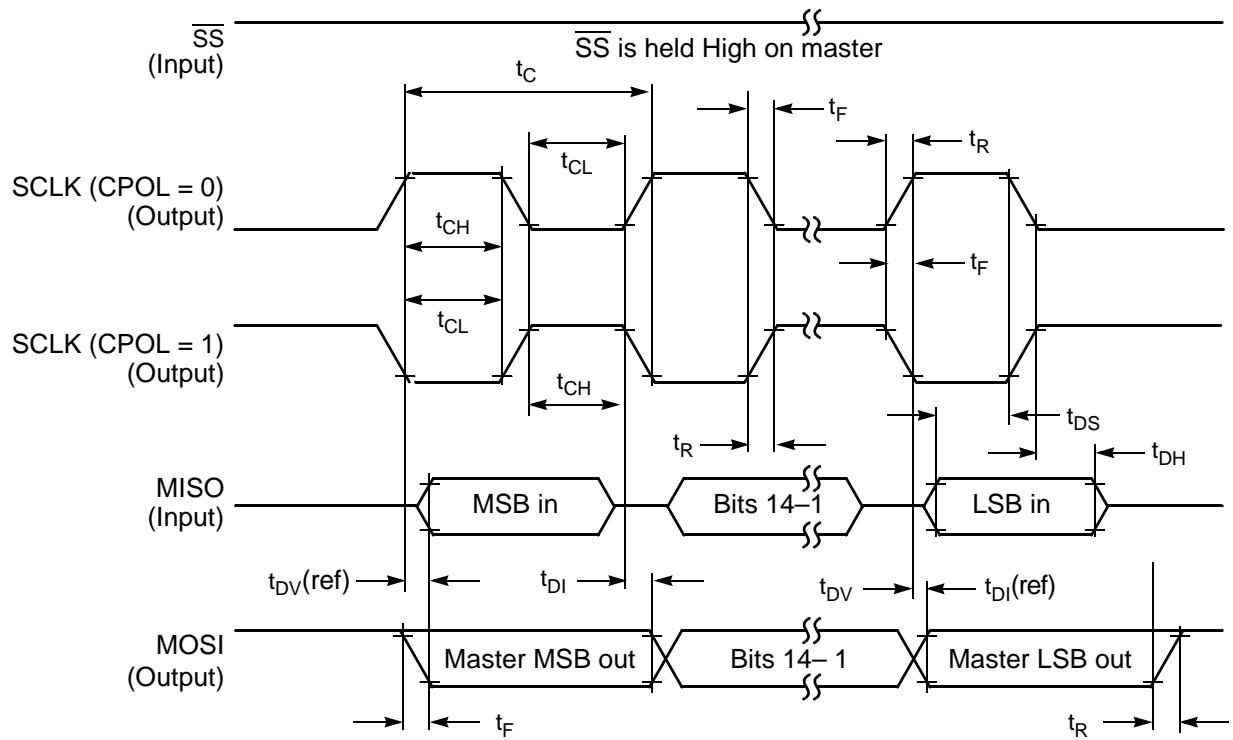 SS
(Input)
SS is held High on master
tC
tF
tR
tCL
SCLK (CPOL = 0)
(Output)
tCH
tF
tCL
SCLK (CPOL = 1)
(Output)
tCH
tDS
tR
tDH
MISO
(Input)
MSB in
Bits 14–1
LSB in
tDV(ref)
tDI
tDV
tDI(ref)
MOSI
(Output)
Master MSB out
Bits 14– 1
Master LSB out
tF
tR